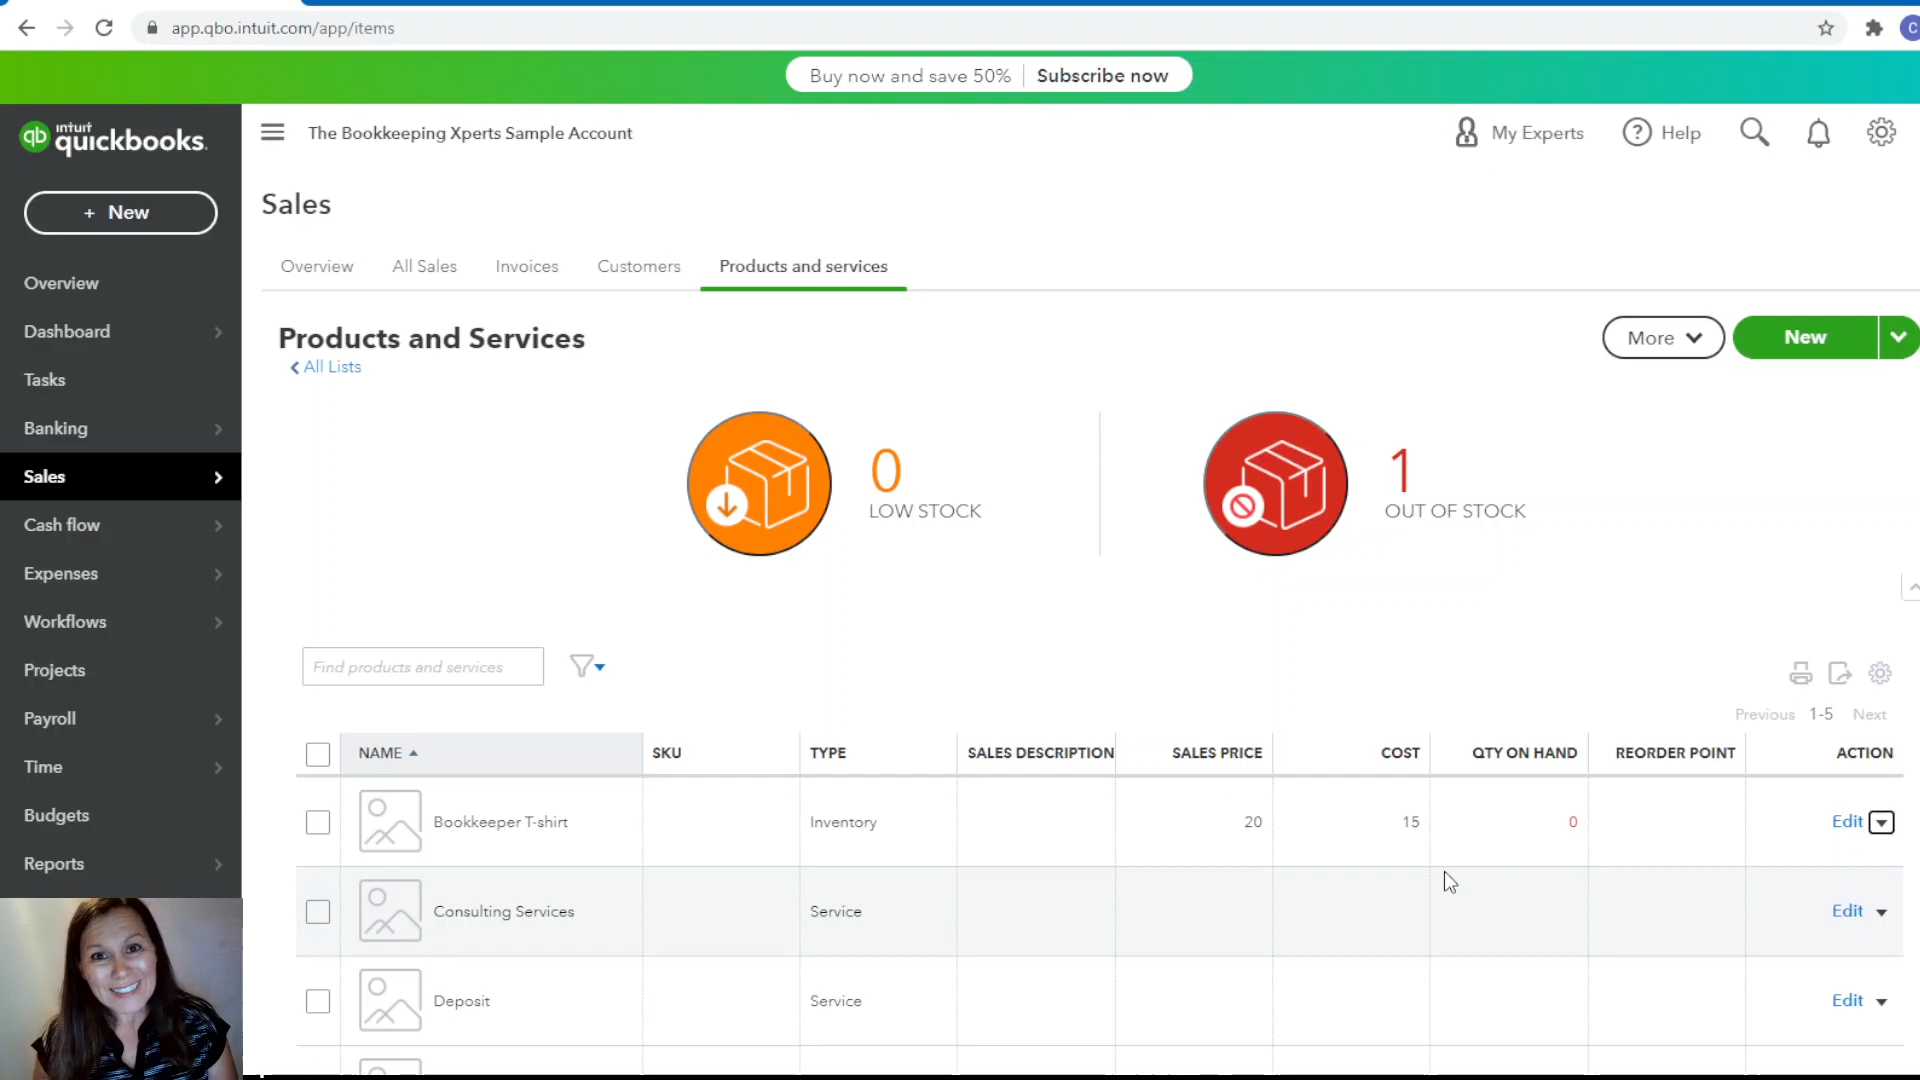 app.qbo.intuit.com/app/items
C
Buy now and save 50% Subscribe now
qb intuit quickbooks.
The Bookkeeping Xperts Sample Account
My Experts
? Help
+ New
Sales
Overview All Sales Invoices Customers Products and services
Overview
Dashboard
Tasks
Banking
Sales
Cash flow
Expenses
Workflows
Projects
Payroll
Time
Budgets
Reports
Products and Services
All Lists
More
New
0
LOW STOCK
1
OUT OF STOCK
Find products and services
Previous 1-5 Next
NAME SKU TYPE SALES DESCRIPTION SALES PRICE COST QTY ON HAND REORDER POINT ACTION
Bookkeeper T-shirt Inventory 20 15 0 Edit
Consulting Services Service Edit
Deposit Service Edit